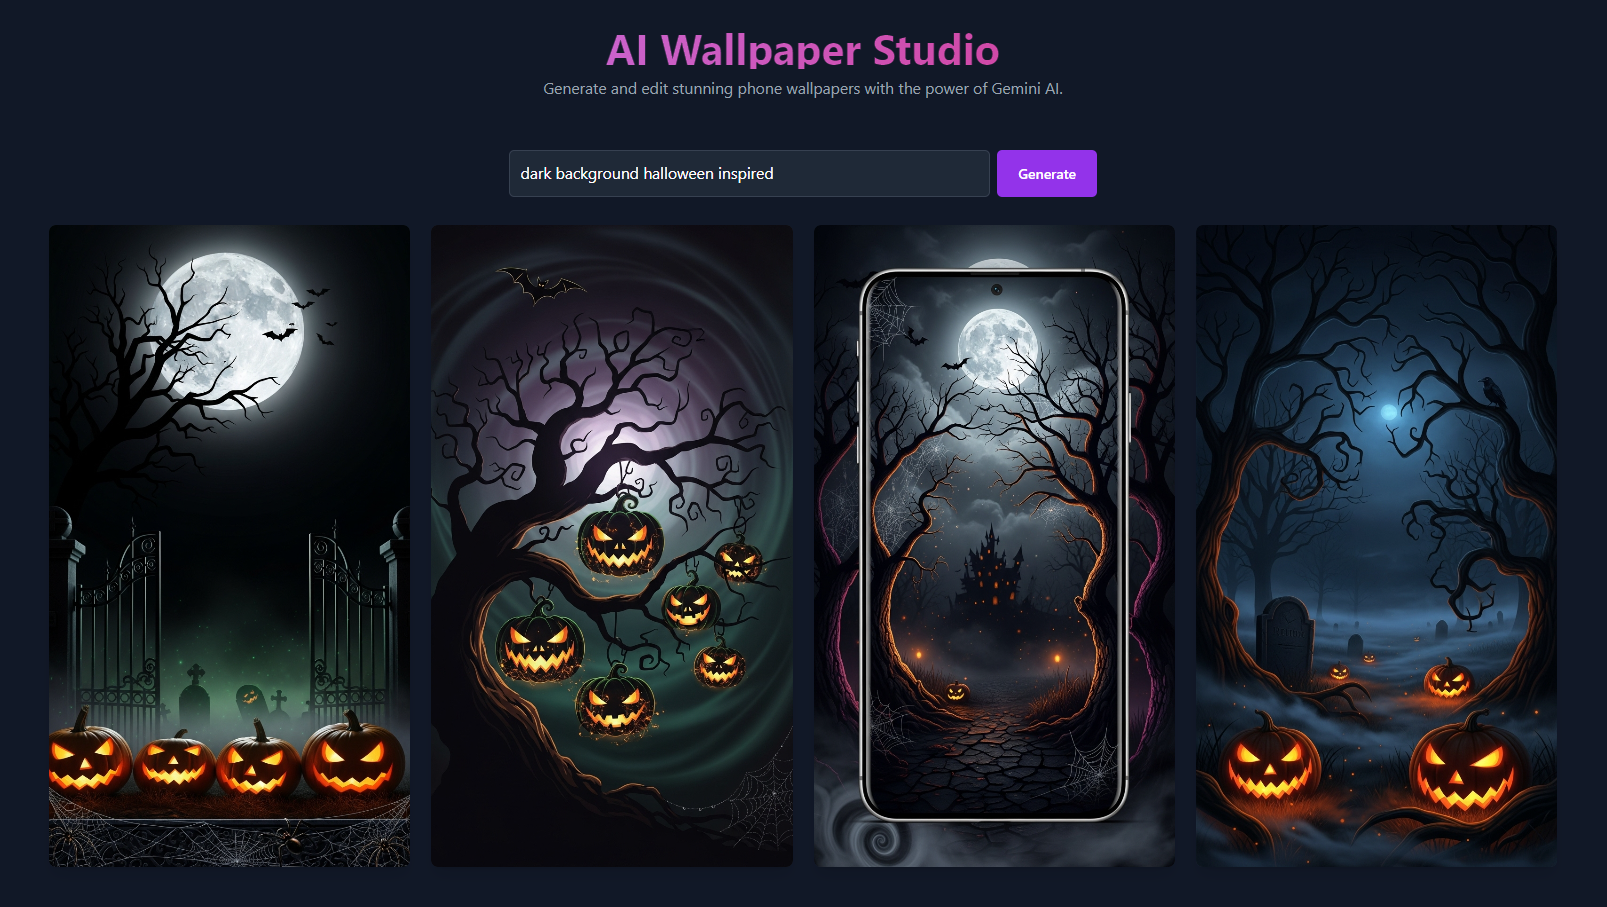 AI Wallpaper Studio
Generate and edit stunning phone wallpapers with the power of Gemini AI.
dark background halloween inspired
Generate